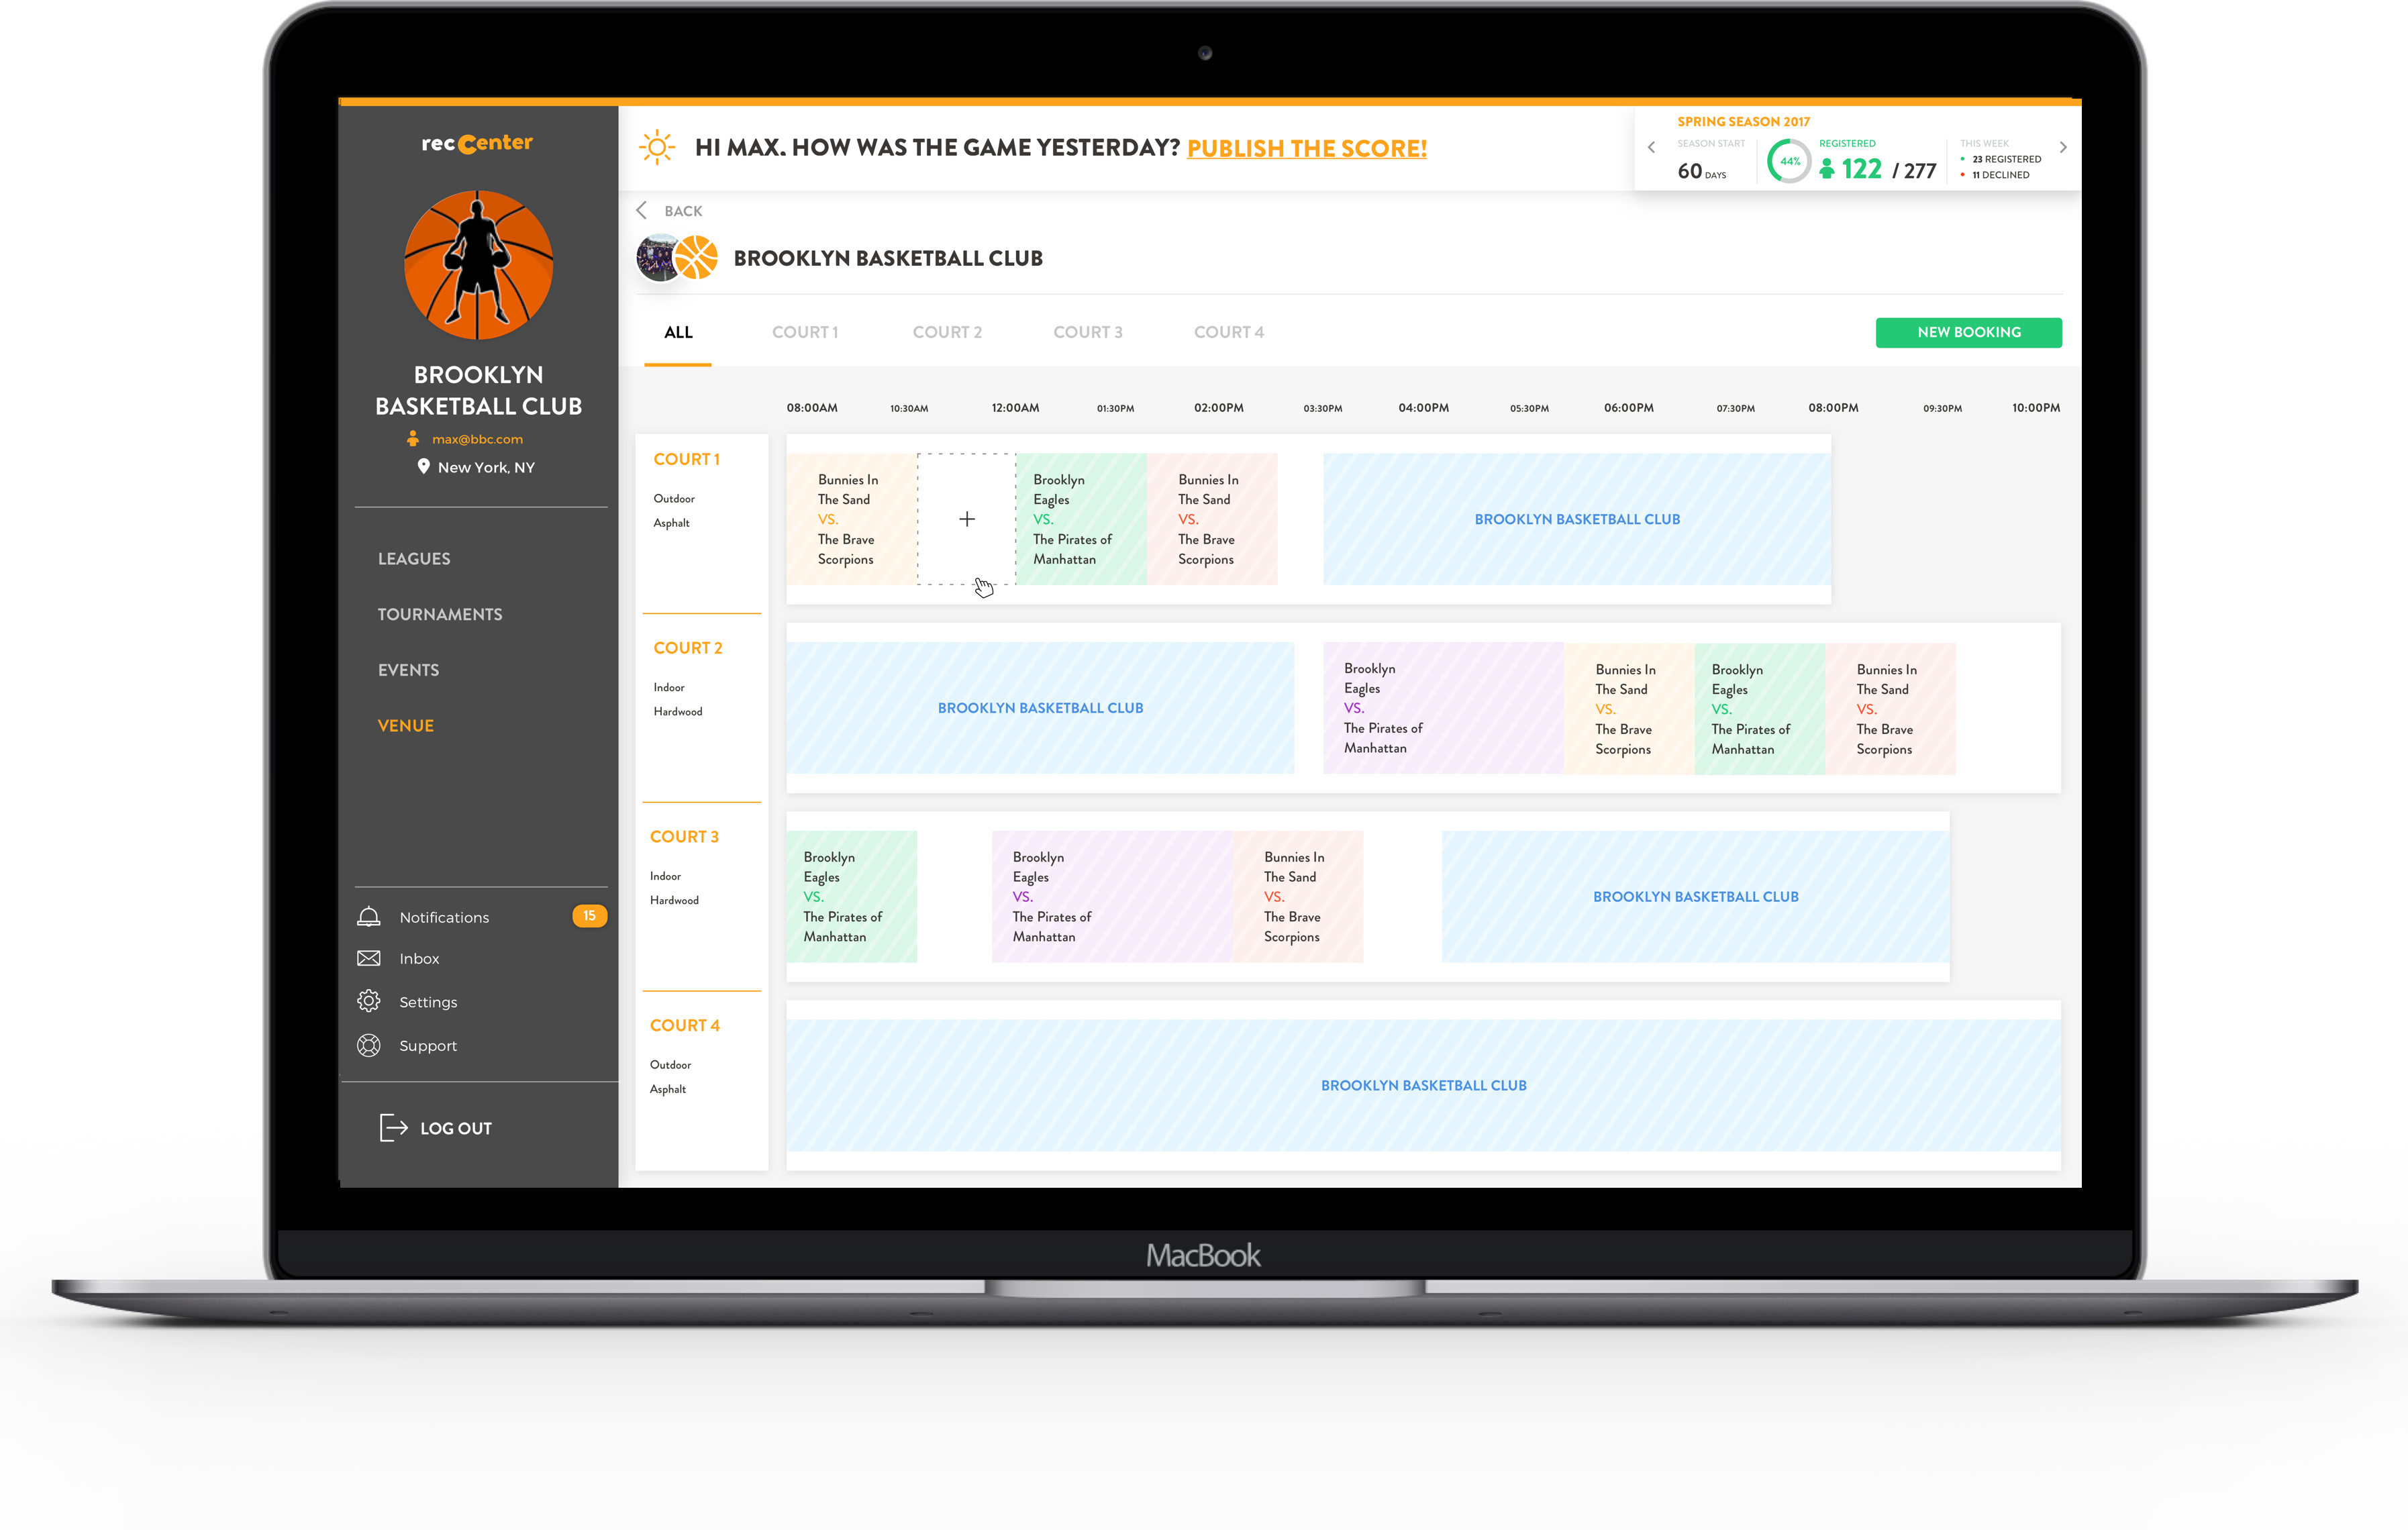 recCenter
BROOKLYN
BASKETBALL CLUB
max@bbc.com
New York, NY
LEAGUES
TOURNAMENTS
EVENTS
VENUE
Notifications 15
Inbox
Settings
Support
LOG OUT
HI MAX. HOW WAS THE GAME YESTERDAY? PUBLISH THE SCORE!
SPRING SEASON 2017
SEASON START
60 DAYS
44%
REGISTERED
122 / 277
THIS WEEK
23 REGISTERED
11 DECLINED
BACK
BROOKLYN BASKETBALL CLUB
ALL COURT 1 COURT 2 COURT 3 COURT 4 NEW BOOKING
08:00AM 10:30AM 12:00AM 01:30PM 02:00PM 03:30PM 04:00PM 05:30PM 06:00PM 07:30PM 08:00PM 09:30PM 10:00PM
COURT 1
Outdoor
Asphalt
Bunnies In
The Sand
VS.
The Brave
Scorpions
+
Brooklyn
Eagles
VS.
The Pirates of
Manhattan
Bunnies In
The Sand
VS.
The Brave
Scorpions
BROOKLYN BASKETBALL CLUB
COURT 2
Indoor
Hardwood
BROOKLYN BASKETBALL CLUB
Brooklyn
Eagles
VS.
The Pirates of
Manhattan
Bunnies In
The Sand
VS.
The Brave
Scorpions
Brooklyn
Eagles
VS.
The Pirates of
Manhattan
Bunnies In
The Sand
VS.
The Brave
Scorpions
COURT 3
Indoor
Hardwood
Brooklyn
Eagles
VS.
The Pirates of
Manhattan
Brooklyn
Eagles
VS.
The Pirates of
Manhattan
Bunnies In
The Sand
VS.
The Brave
Scorpions
BROOKLYN BASKETBALL CLUB
COURT 4
Outdoor
Asphalt
BROOKLYN BASKETBALL CLUB
MacBook